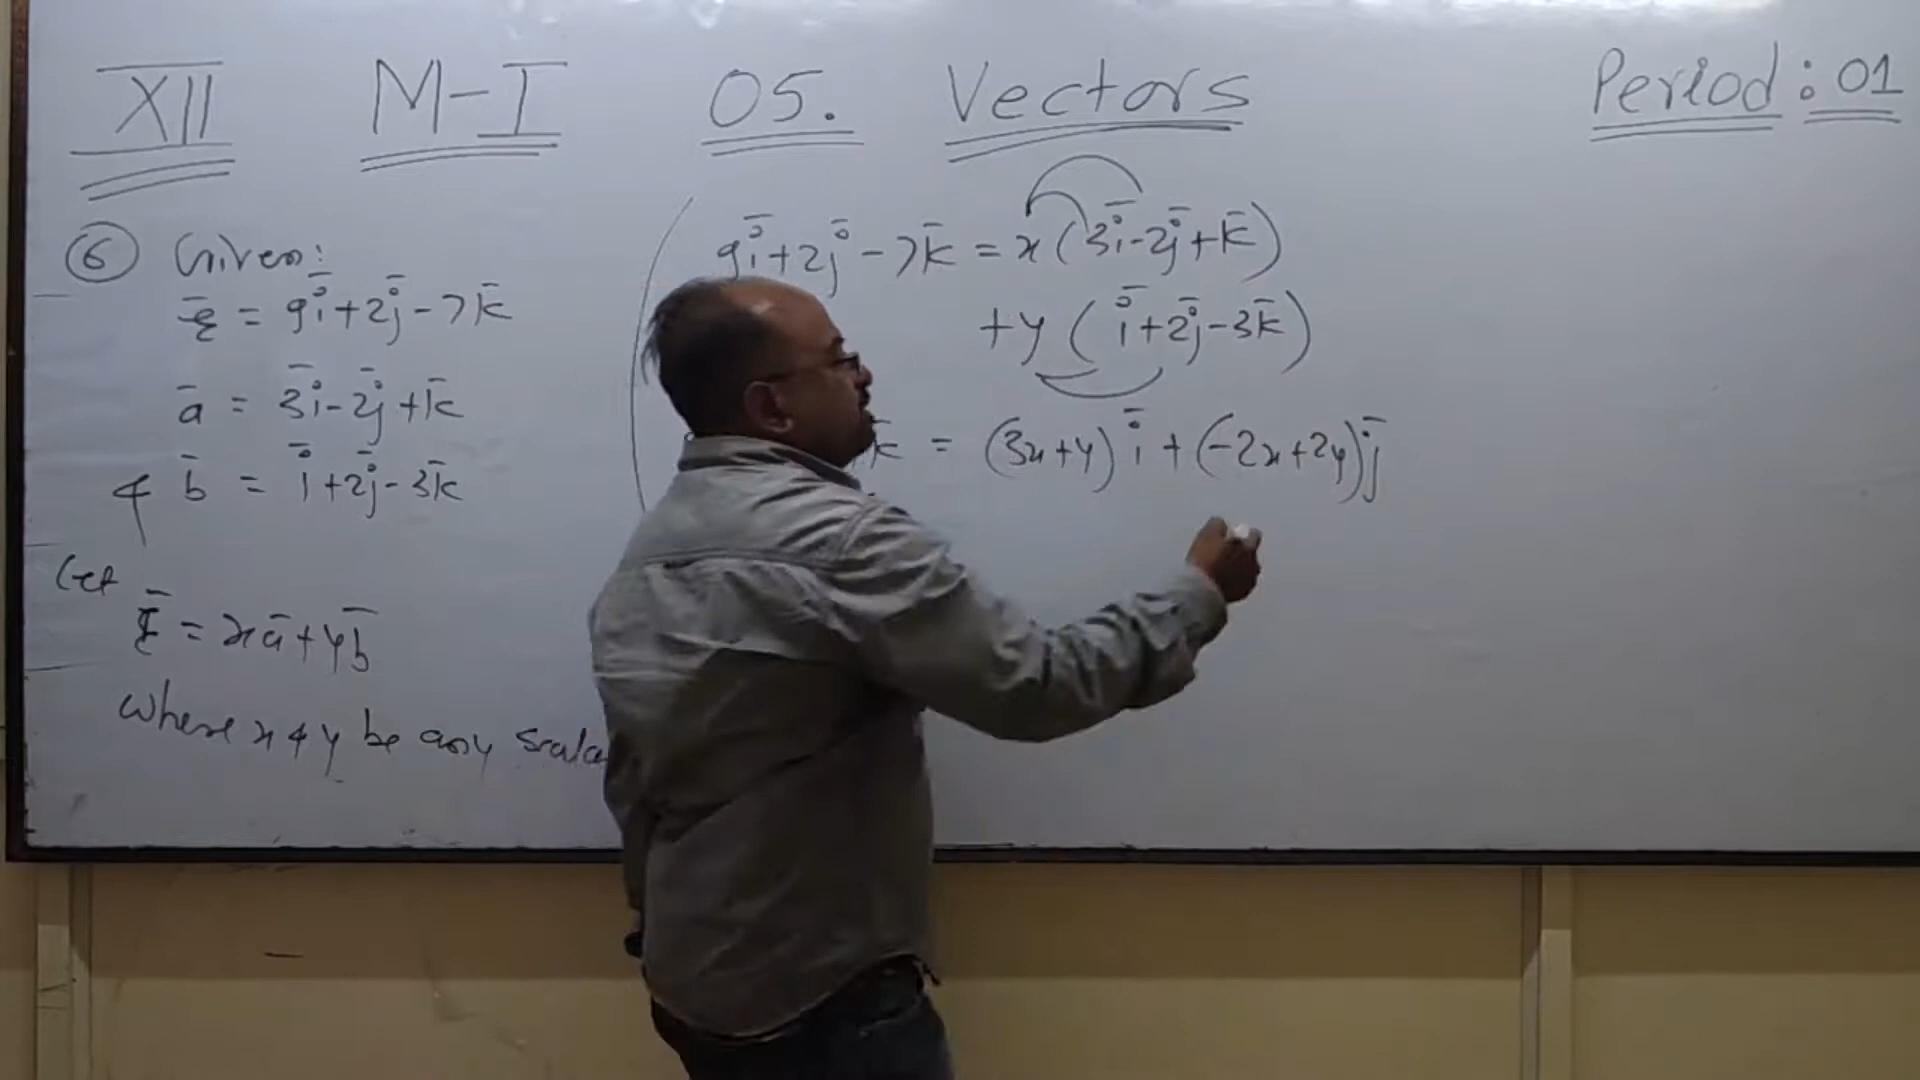 XII M-I 05. Vectors Period: 01
⑥ Given:
r̄ = 9ī+2j̄-7k̄
ā = 3ī-2j̄+k̄
& b̄ = ī+2j̄-3k̄
Let
r̄ = xā+yb̄
where x & y be any
9ī+2j̄-7k̄ = x(3ī-2j̄+k̄)
+y(ī+2j̄-3k̄)
k̄ = (3x+y)ī+(-2x+2y)j̄